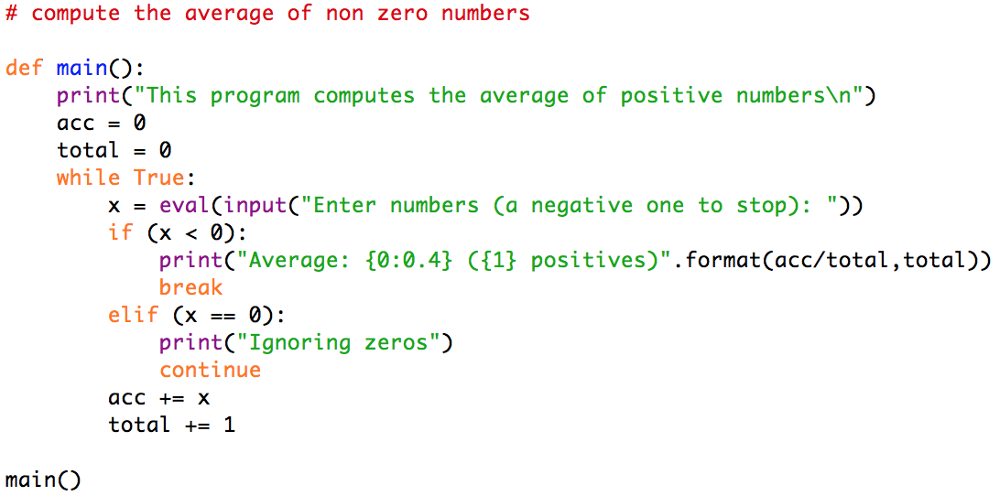 # compute the average of non zero numbers

def main():
    print("This program computes the average of positive numbers\n")
    acc = 0
    total = 0
    while True:
        x = eval(input("Enter numbers (a negative one to stop): "))
        if (x < 0):
            print("Average: {0:0.4} ({1} positives)".format(acc/total,total))
            break
        elif (x == 0):
            print("Ignoring zeros")
            continue
        acc += x
        total += 1

main()